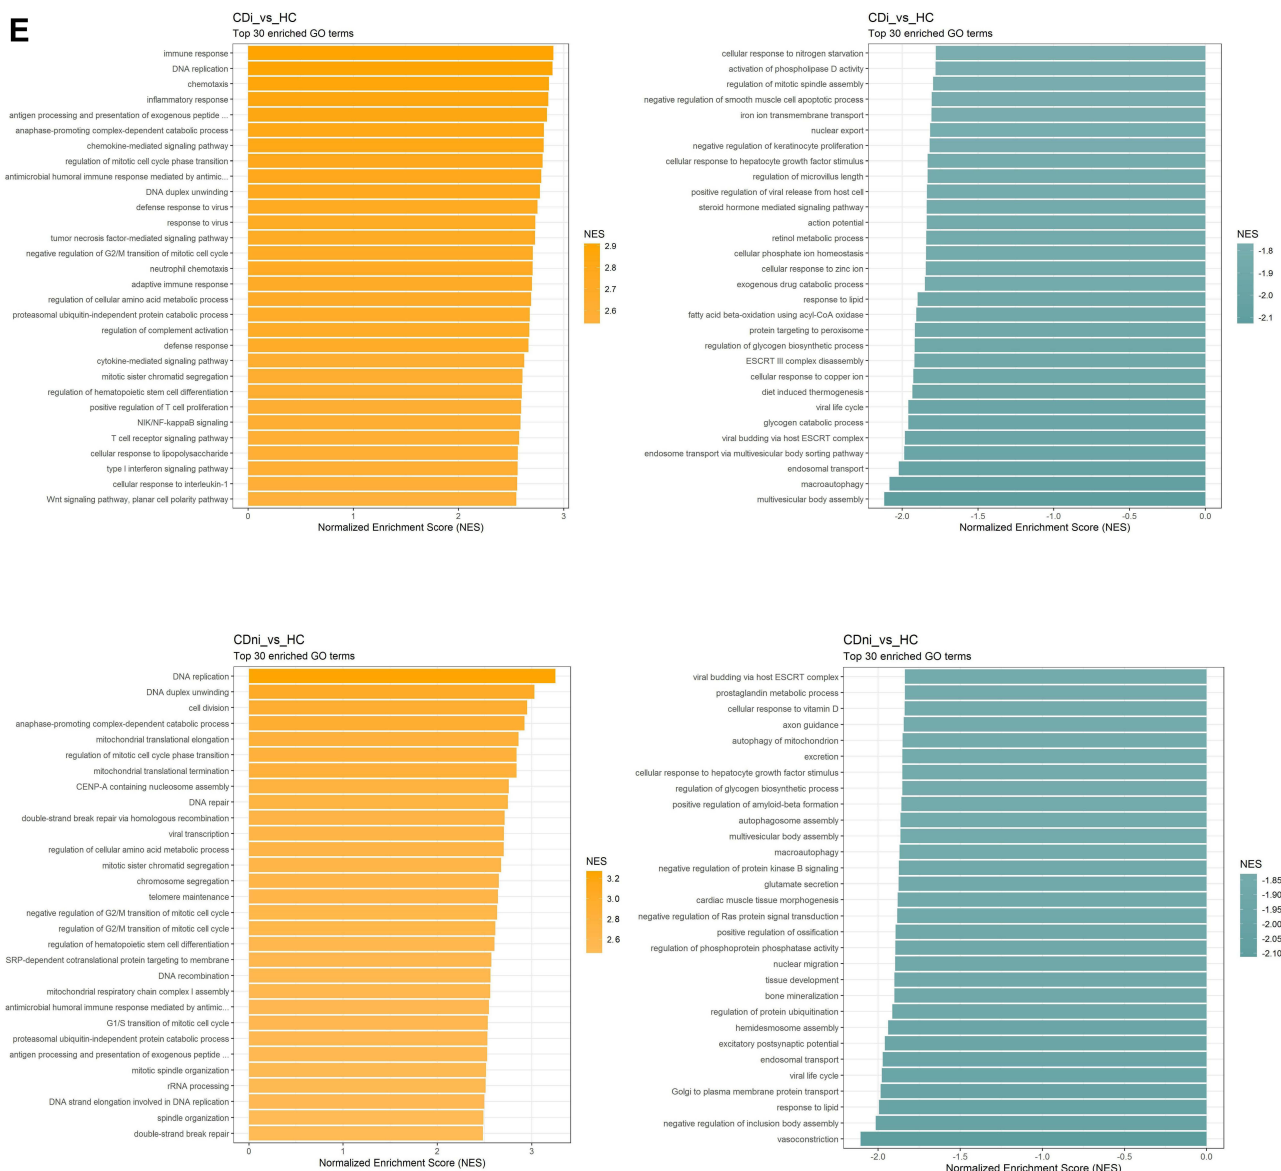 E
CDi_vs_HC
Top 30 enriched GO terms
immune response
DNA replication
chemotaxis
inflammatory response
antigen processing and presentation of exogenous peptide ...
anaphase-promoting complex-dependent catabolic process
chemokine-mediated signaling pathway
regulation of mitotic cell cycle phase transition
antimicrobial humoral immune response mediated by antimic...
DNA duplex unwinding
defense response to virus
response to virus
tumor necrosis factor-mediated signaling pathway
negative regulation of G2/M transition of mitotic cell cycle
neutrophil chemotaxis
adaptive immune response
regulation of cellular amino acid metabolic process
proteasomal ubiquitin-independent protein catabolic process
regulation of complement activation
defense response
cytokine-mediated signaling pathway
mitotic sister chromatid segregation
regulation of hematopoietic stem cell differentiation
positive regulation of T cell proliferation
NIK/NF-kappaB signaling
T cell receptor signaling pathway
cellular response to lipopolysaccharide
type I interferon signaling pathway
cellular response to interleukin-1
Wnt signaling pathway, planar cell polarity pathway
0 1 2 3
Normalized Enrichment Score (NES)
NES
2.9
2.8
2.7
2.6
CDi_vs_HC
Top 30 enriched GO terms
cellular response to nitrogen starvation
activation of phospholipase D activity
regulation of mitotic spindle assembly
negative regulation of smooth muscle cell apoptotic process
iron ion transmembrane transport
nuclear export
negative regulation of keratinocyte proliferation
cellular response to hepatocyte growth factor stimulus
regulation of microvillus length
positive regulation of viral release from host cell
steroid hormone mediated signaling pathway
action potential
retinol metabolic process
cellular phosphate ion homeostasis
cellular response to zinc ion
exogenous drug catabolic process
response to lipid
fatty acid beta-oxidation using acyl-CoA oxidase
protein targeting to peroxisome
regulation of glycogen biosynthetic process
ESCRT III complex disassembly
cellular response to copper ion
diet induced thermogenesis
viral life cycle
glycogen catabolic process
viral budding via host ESCRT complex
endosome transport via multivesicular body sorting pathway
endosomal transport
macroautophagy
multivesicular body assembly
-2.0 -1.5 -1.0 -0.5 0.0
Normalized Enrichment Score (NES)
NES
-1.8
-1.9
-2.0
-2.1
CDni_vs_HC
Top 30 enriched GO terms
DNA replication
DNA duplex unwinding
cell division
anaphase-promoting complex-dependent catabolic process
mitochondrial translational elongation
regulation of mitotic cell cycle phase transition
mitochondrial translational termination
CENP-A containing nucleosome assembly
DNA repair
double-strand break repair via homologous recombination
viral transcription
regulation of cellular amino acid metabolic process
mitotic sister chromatid segregation
chromosome segregation
telomere maintenance
negative regulation of G2/M transition of mitotic cell cycle
regulation of G2/M transition of mitotic cell cycle
regulation of hematopoietic stem cell differentiation
SRP-dependent cotranslational protein targeting to membrane
DNA recombination
mitochondrial respiratory chain complex I assembly
antimicrobial humoral immune response mediated by antimic...
G1/S transition of mitotic cell cycle
proteasomal ubiquitin-independent protein catabolic process
antigen processing and presentation of exogenous peptide ...
mitotic spindle organization
rRNA processing
DNA strand elongation involved in DNA replication
spindle organization
double-strand break repair
0 1 2 3
Normalized Enrichment Score (NES)
NES
3.2
3.0
2.8
2.6
CDni_vs_HC
Top 30 enriched GO terms
viral budding via host ESCRT complex
prostaglandin metabolic process
cellular response to vitamin D
axon guidance
autophagy of mitochondrion
excretion
cellular response to hepatocyte growth factor stimulus
regulation of glycogen biosynthetic process
positive regulation of amyloid-beta formation
autophagosome assembly
multivesicular body assembly
macroautophagy
negative regulation of protein kinase B signaling
glutamate secretion
cardiac muscle tissue morphogenesis
negative regulation of Ras protein signal transduction
positive regulation of ossification
regulation of phosphoprotein phosphatase activity
nuclear migration
tissue development
bone mineralization
regulation of protein ubiquitination
hemidesmosome assembly
excitatory postsynaptic potential
endosomal transport
viral life cycle
Golgi to plasma membrane protein transport
response to lipid
negative regulation of inclusion body assembly
vasoconstriction
-2.0 -1.5 -1.0 -0.5 0.0
Normalized Enrichment Score (NES)
NES
-1.85
-1.90
-1.95
-2.00
-2.05
-2.10